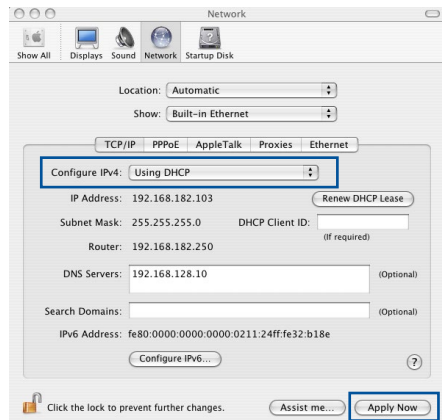 Network
Show All Displays Sound Network Startup Disk
Location: Automatic
Show: Built-in Ethernet
TCP/IP PPPoE AppleTalk Proxies Ethernet
Configure IPv4: Using DHCP
IP Address: 192.168.182.103 Renew DHCP Lease
Subnet Mask: 255.255.255.0 DHCP Client ID:
(If required)
Router: 192.168.182.250
DNS Servers: 192.168.128.10 (Optional)
Search Domains: (Optional)
IPv6 Address: fe80:0000:0000:0000:0211:24ff:fe32:b18e
Configure IPv6... ?
Click the lock to prevent further changes. Assist me... Apply Now